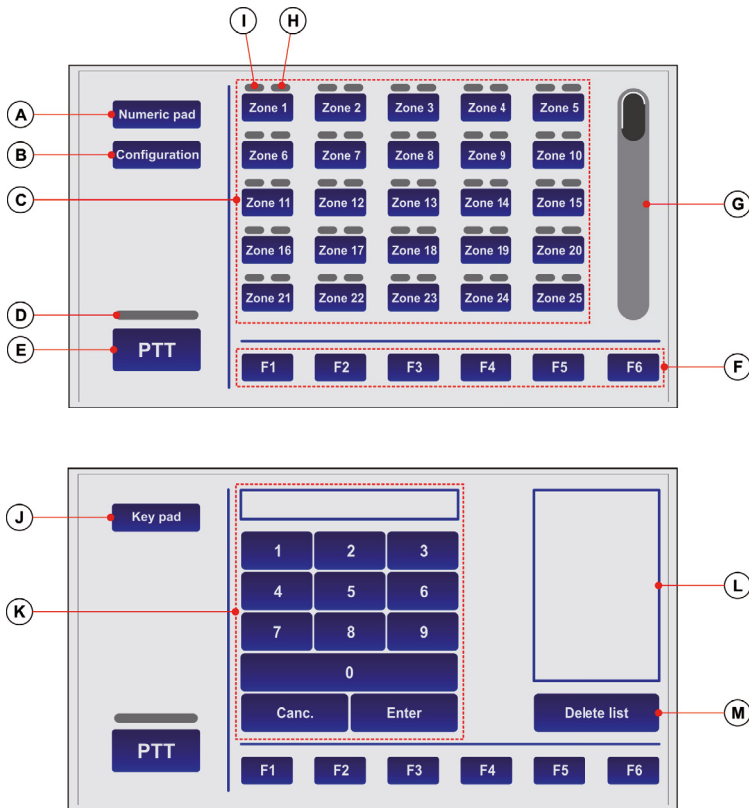 I H
A Numeric pad Zone 1 Zone 2 Zone 3 Zone 4 Zone 5
B Configuration Zone 6 Zone 7 Zone 8 Zone 9 Zone 10
C Zone 11 Zone 12 Zone 13 Zone 14 Zone 15 G
Zone 16 Zone 17 Zone 18 Zone 19 Zone 20
Zone 21 Zone 22 Zone 23 Zone 24 Zone 25
D
E PTT F1 F2 F3 F4 F5 F6 F
J Key pad
1 2 3
4 5 6 L
K 7 8 9
0
Canc. Enter Delete list M
PTT F1 F2 F3 F4 F5 F6